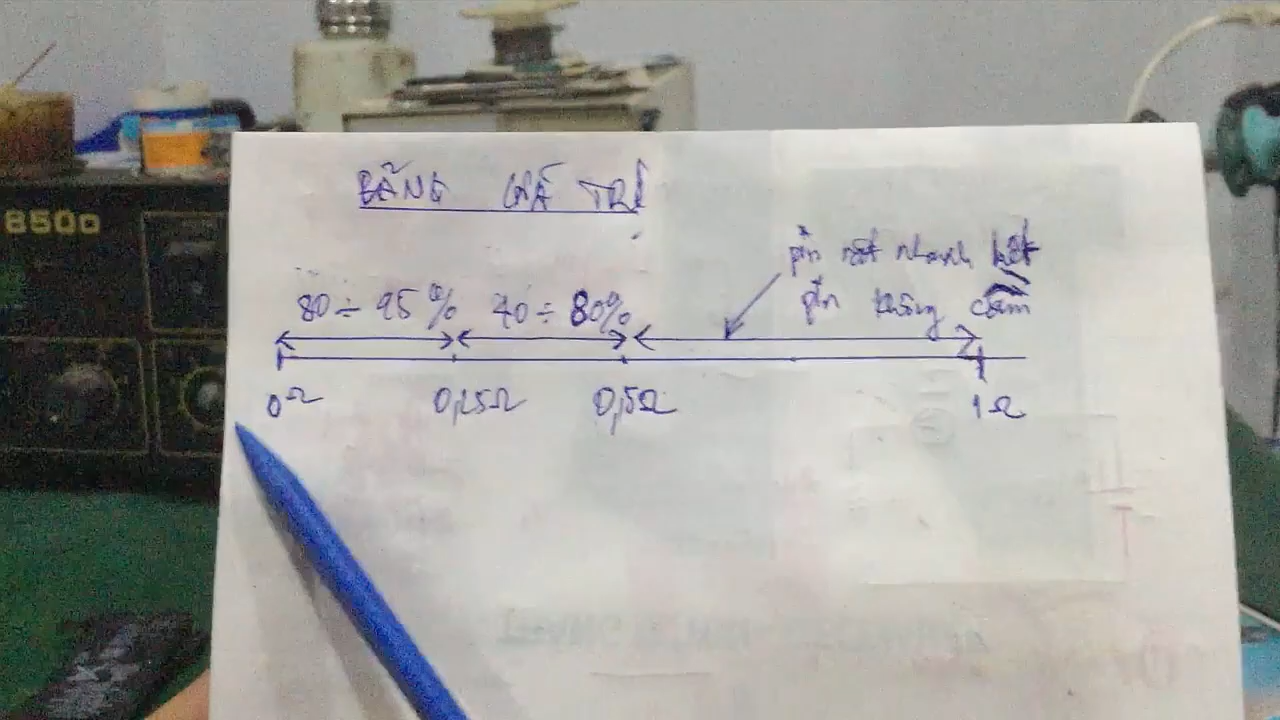 BẢNG GIÁ TRỊ
pin rất nhanh hết
80 ÷ 95 % 70 ÷ 80% pin không cầm
0Ω 0,25Ω 0,5Ω 1Ω
850D